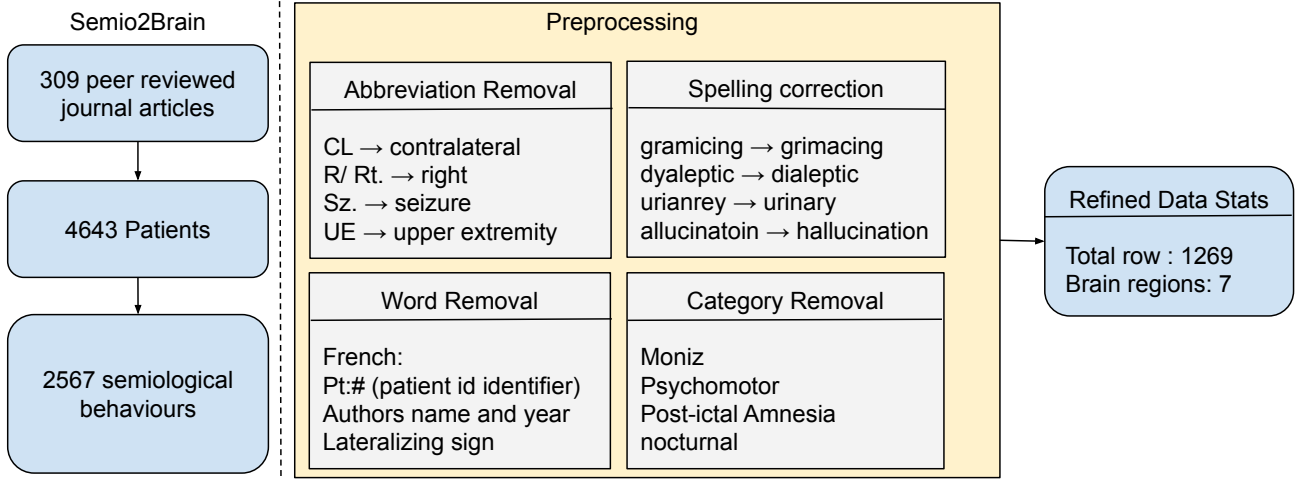 Semio2Brain
309 peer reviewed
journal articles
4643 Patients
2567 semiological
behaviours
Preprocessing
Abbreviation Removal
CL → contralateral
R/ Rt. → right
Sz. → seizure
UE → upper extremity
Spelling correction
gramicing → grimacing
dyaleptic → dialeptic
urianrey → urinary
allucinatoin → hallucination
Word Removal
French:
Pt:# (patient id identifier)
Authors name and year
Lateralizing sign
Category Removal
Moniz
Psychomotor
Post-ictal Amnesia
nocturnal
Refined Data Stats
Total row : 1269
Brain regions: 7